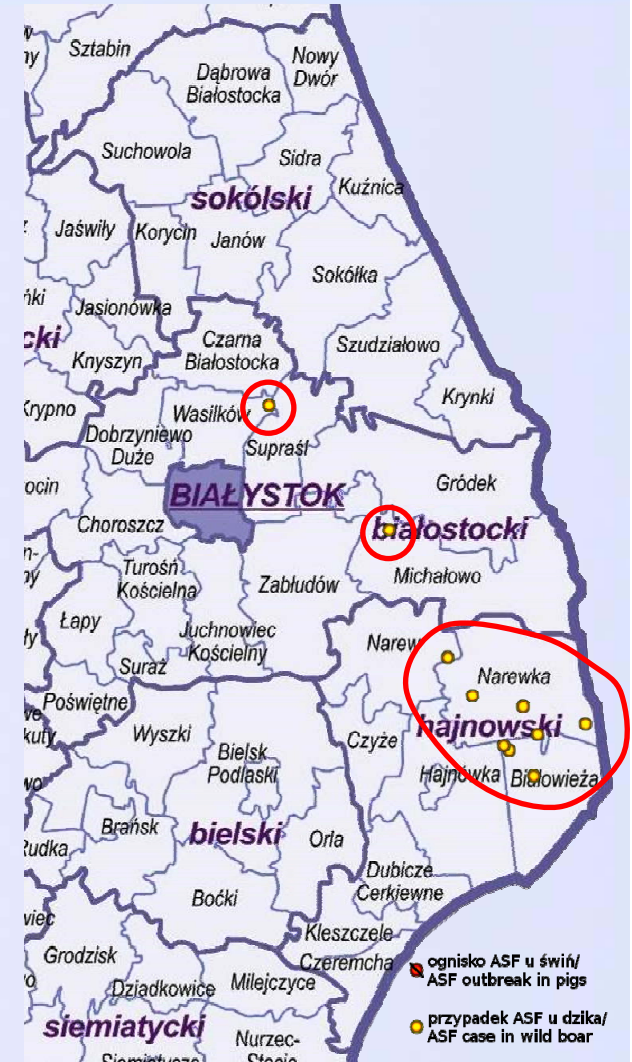 Sztabin
Nowy
Dwór
Dąbrowa
Białostocka
Suchowola
Sidra
Kuźnica
sokólski
Jaświły
Korycin
Janów
Sokółka
Jasionówka
Czarna
Białostocka
Szudziałowo
Knyszyn
Krynki
Wasilków
Dobrzyniewo
Duże
Supraśl
BIAŁYSTOK
Gródek
Choroszcz
białostocki
Turośń
Kościelna
Zabłudów
Michałowo
Łapy
Juchnowiec
Kościelny
Narew
Suraż
Narewka
Poświętne
Wyszki
hajnowski
Czyże
Bielsk
Podlaski
Hajnówka
Białowieża
Brańsk
bielski
Orla
Boćki
Dubicze
Cerkiewne
Kleszczele
Czeremcha
Grodzisk
Dziadkowice
Milejczyce
siemiatycki
Nurzec-
ognisko ASF u świń/
ASF outbreak in pigs
przypadek ASF u dzika/
ASF case in wild boar